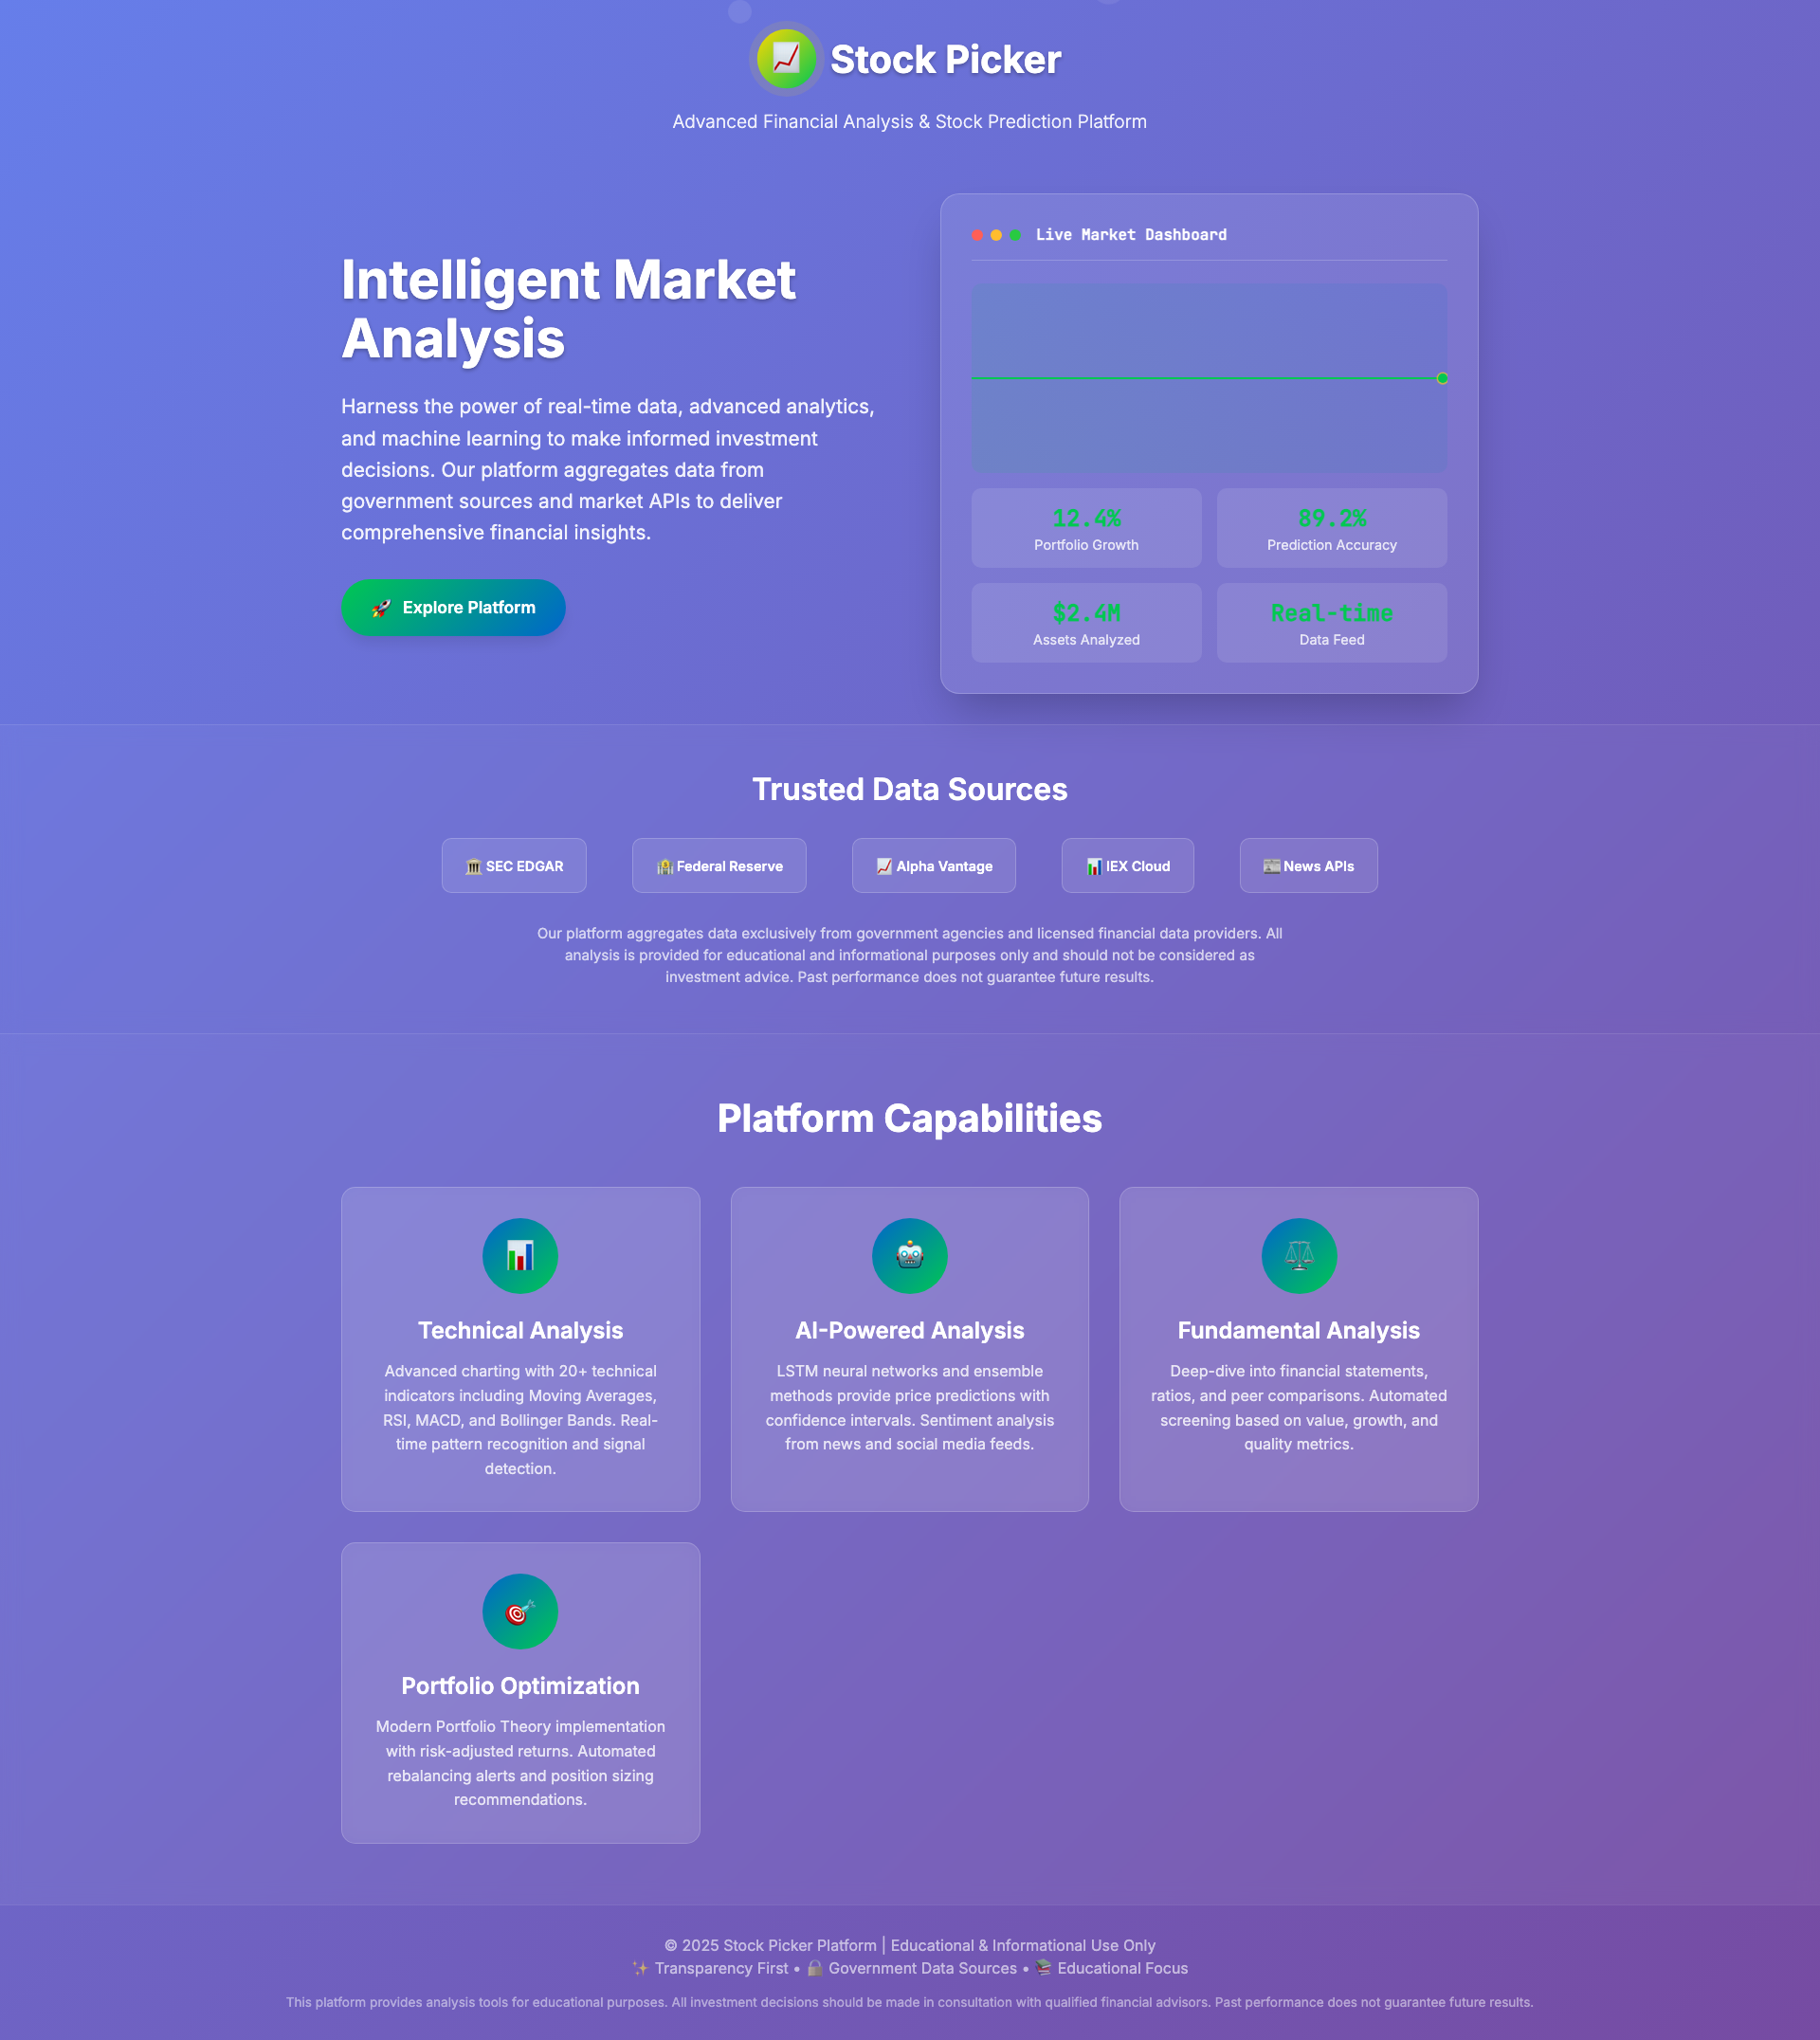 Stock Picker
Advanced Financial Analysis & Stock Prediction Platform
Intelligent Market
Analysis
Harness the power of real-time data, advanced analytics,
and machine learning to make informed investment
decisions. Our platform aggregates data from
government sources and market APIs to deliver
comprehensive financial insights.
🚀 Explore Platform
Live Market Dashboard
12.4%
Portfolio Growth
89.2%
Prediction Accuracy
$2.4M
Assets Analyzed
Real-time
Data Feed
Trusted Data Sources
🏛️ SEC EDGAR
🏦 Federal Reserve
📈 Alpha Vantage
📊 IEX Cloud
📰 News APIs
Our platform aggregates data exclusively from government agencies and licensed financial data providers. All
analysis is provided for educational and informational purposes only and should not be considered as
investment advice. Past performance does not guarantee future results.
Platform Capabilities
Technical Analysis
Advanced charting with 20+ technical
indicators including Moving Averages,
RSI, MACD, and Bollinger Bands. Real-
time pattern recognition and signal
detection.
AI-Powered Analysis
LSTM neural networks and ensemble
methods provide price predictions with
confidence intervals. Sentiment analysis
from news and social media feeds.
Fundamental Analysis
Deep-dive into financial statements,
ratios, and peer comparisons. Automated
screening based on value, growth, and
quality metrics.
Portfolio Optimization
Modern Portfolio Theory implementation
with risk-adjusted returns. Automated
rebalancing alerts and position sizing
recommendations.
© 2025 Stock Picker Platform | Educational & Informational Use Only
✨ Transparency First • 🔒 Government Data Sources • 📚 Educational Focus
This platform provides analysis tools for educational purposes. All investment decisions should be made in consultation with qualified financial advisors. Past performance does not guarantee future results.